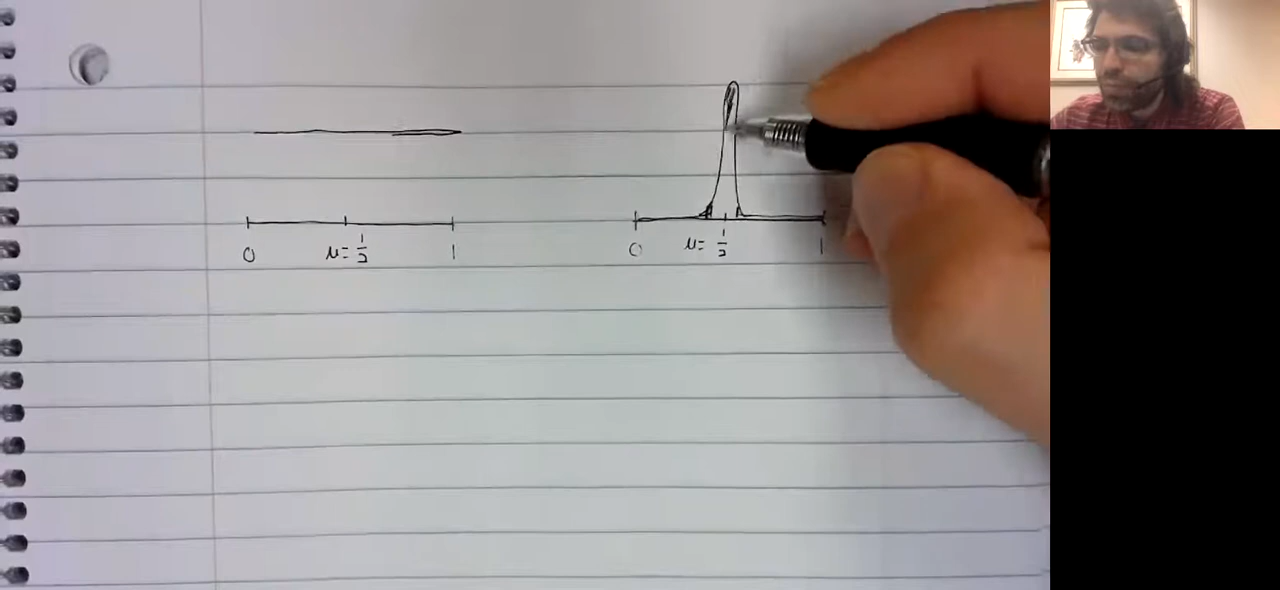 0 μ = 1/2 1
0 μ = 1/2 1